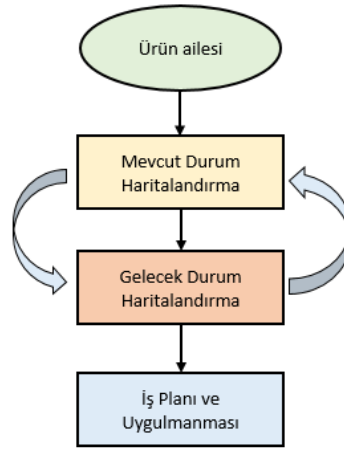 Ürün ailesi
Mevcut Durum
Haritalandırma
Gelecek Durum
Haritalandırma
İş Planı ve
Uygulmanması